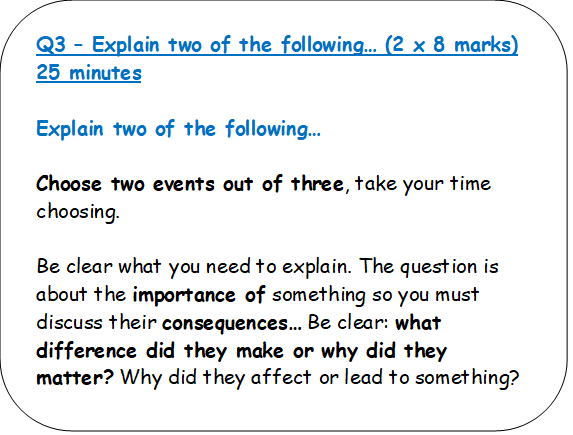 Q3 – Explain two of the following… (2 x 8 marks)
25 minutes
Explain two of the following…
Choose two events out of three, take your time
choosing.
Be clear what you need to explain. The question is
about the importance of something so you must
discuss their consequences… Be clear: what
difference did they make or why did they
matter? Why did they affect or lead to something?